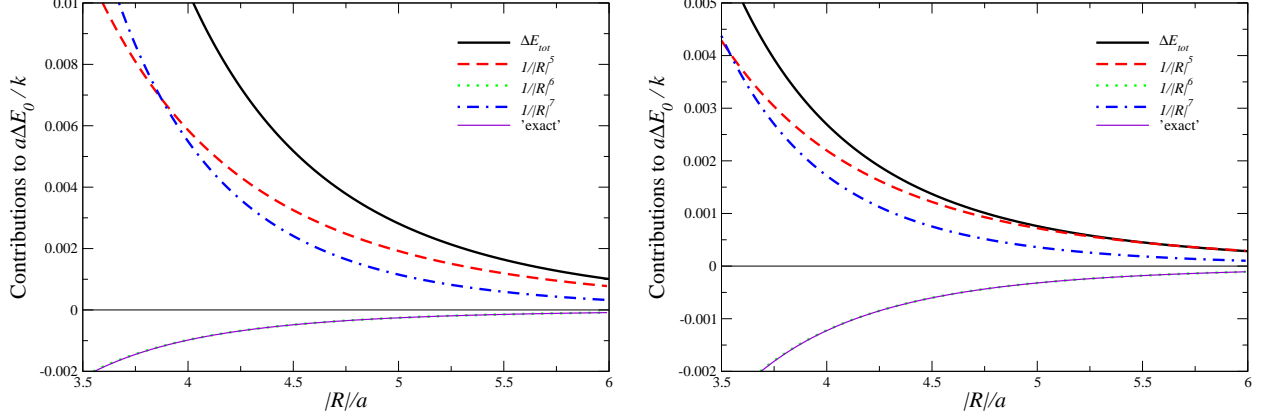 0.01
0.008
0.006
0.004
0.002
0
-0.002
Contributions to aΔE₀ / k
ΔE_tot
1/|R|⁵
1/|R|⁶
1/|R|⁷
'exact'
3.5 4 4.5 5 5.5 6
|R|/a
0.005
0.004
0.003
0.002
0.001
0
-0.001
-0.002
Contributions to aΔE₀ / k
ΔE_tot
1/|R|⁵
1/|R|⁶
1/|R|⁷
'exact'
3.5 4 4.5 5 5.5 6
|R|/a